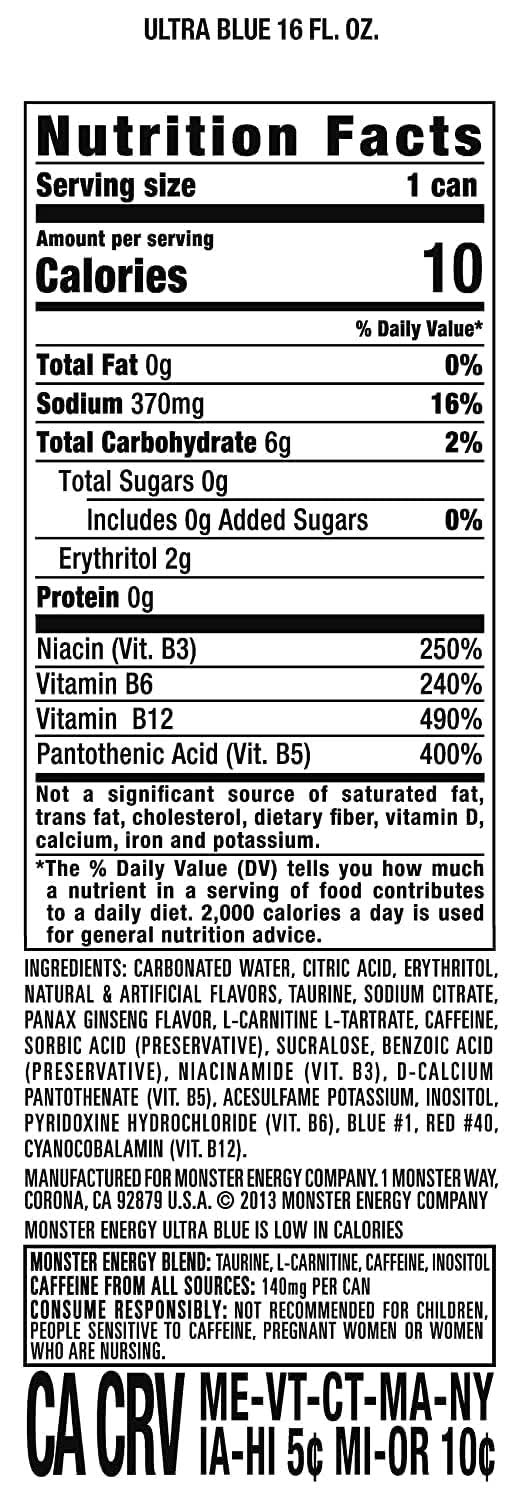 ULTRA BLUE 16 FL. OZ.
Nutrition Facts
Serving size 1 can
Amount per serving
Calories 10
% Daily Value*
Total Fat 0g 0%
Sodium 370mg 16%
Total Carbohydrate 6g 2%
Total Sugars 0g
Includes 0g Added Sugars 0%
Erythritol 2g
Protein 0g
Niacin (Vit. B3) 250%
Vitamin B6 240%
Vitamin B12 490%
Pantothenic Acid (Vit. B5) 400%
Not a significant source of saturated fat,
trans fat, cholesterol, dietary fiber, vitamin D,
calcium, iron and potassium.
*The % Daily Value (DV) tells you how much
a nutrient in a serving of food contributes
to a daily diet. 2,000 calories a day is used
for general nutrition advice.
INGREDIENTS: CARBONATED WATER, CITRIC ACID, ERYTHRITOL,
NATURAL & ARTIFICIAL FLAVORS, TAURINE, SODIUM CITRATE,
PANAX GINSENG FLAVOR, L-CARNITINE L-TARTRATE, CAFFEINE,
SORBIC ACID (PRESERVATIVE), SUCRALOSE, BENZOIC ACID
(PRESERVATIVE), NIACINAMIDE (VIT. B3), D-CALCIUM
PANTOTHENATE (VIT. B5), ACESULFAME POTASSIUM, INOSITOL,
PYRIDOXINE HYDROCHLORIDE (VIT. B6), BLUE #1, RED #40,
CYANOCOBALAMIN (VIT. B12).
MANUFACTURED FOR MONSTER ENERGY COMPANY. 1 MONSTER WAY,
CORONA, CA 92879 U.S.A. © 2013 MONSTER ENERGY COMPANY
MONSTER ENERGY ULTRA BLUE IS LOW IN CALORIES
MONSTER ENERGY BLEND: TAURINE, L-CARNITINE, CAFFEINE, INOSITOL
CAFFEINE FROM ALL SOURCES: 140mg PER CAN
CONSUME RESPONSIBLY: NOT RECOMMENDED FOR CHILDREN,
PEOPLE SENSITIVE TO CAFFEINE, PREGNANT WOMEN OR WOMEN
WHO ARE NURSING.
CA CRV ME-VT-CT-MA-NY
IA-HI 5¢ MI-OR 10¢